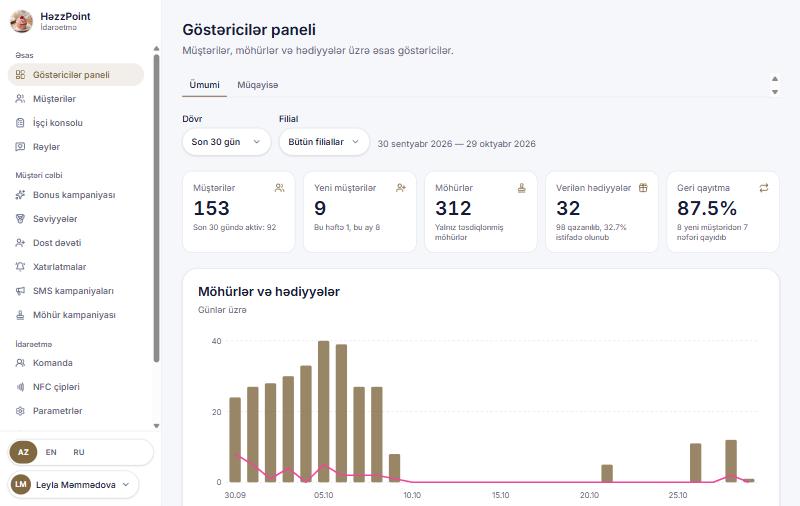 HəzzPoint
İdarəetmə
Əsas
Göstəricilər paneli
Müştərilər
İşçi konsolu
Rəylər
Müştəri cəlbi
Bonus kampaniyası
Səviyyələr
Dost dəvəti
Xatırlatmalar
SMS kampaniyaları
Möhür kampaniyası
İdarəetmə
Komanda
NFC çipləri
Parametrlər
AZ EN RU
LM Leyla Məmmədova
Göstəricilər paneli
Müştərilər, möhürlər və hədiyyələr üzrə əsas göstəricilər.
Ümumi Müqayisə
Dövr Filial
Son 30 gün Bütün filiallar 30 sentyabr 2026 — 29 oktyabr 2026
Müştərilər
153
Son 30 gündə aktiv: 92
Yeni müştərilər
9
Bu həftə 1, bu ay 8
Möhürlər
312
Yalnız təsdiqlənmiş
möhürlər
Verilən hədiyyələr
32
98 qazanılıb, 32.7%
istifadə olunub
Geri qayıtma
87.5%
8 yeni müştəridən 7
nəfəri qayıdıb
Möhürlər və hədiyyələr
Günlər üzrə
40
20
0
30.09 05.10 10.10 15.10 20.10 25.10